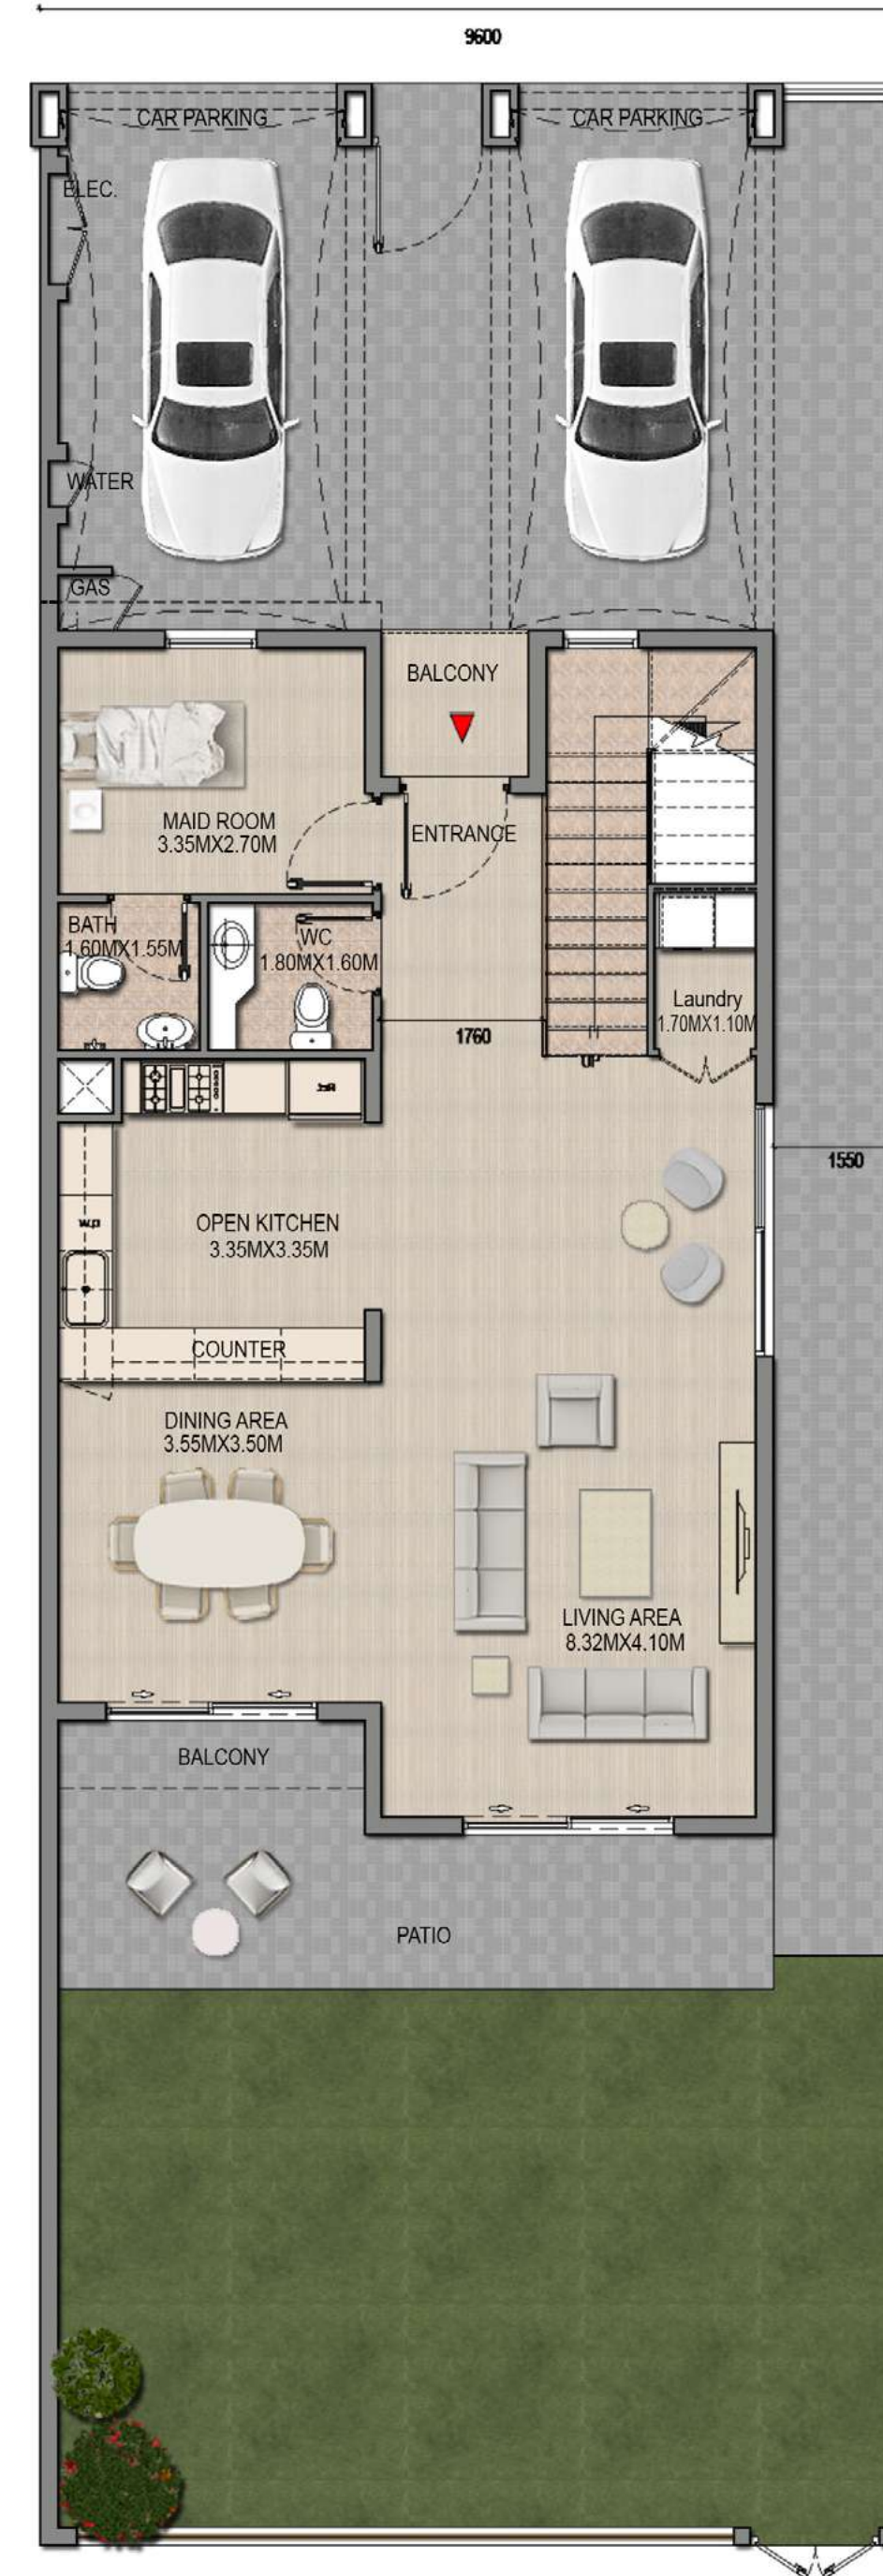 9600
CAR PARKING
CAR PARKING
ELEC.
WATER
GAS
BALCONY
MAID ROOM
3.35MX2.70M
ENTRANCE
BATH
1.60MX1.55M
WC
1.80MX1.60M
Laundry
1.70MX1.10M
1760
1550
OPEN KITCHEN
3.35MX3.35M
COUNTER
DINING AREA
3.55MX3.50M
LIVING AREA
8.32MX4.10M
BALCONY
PATIO